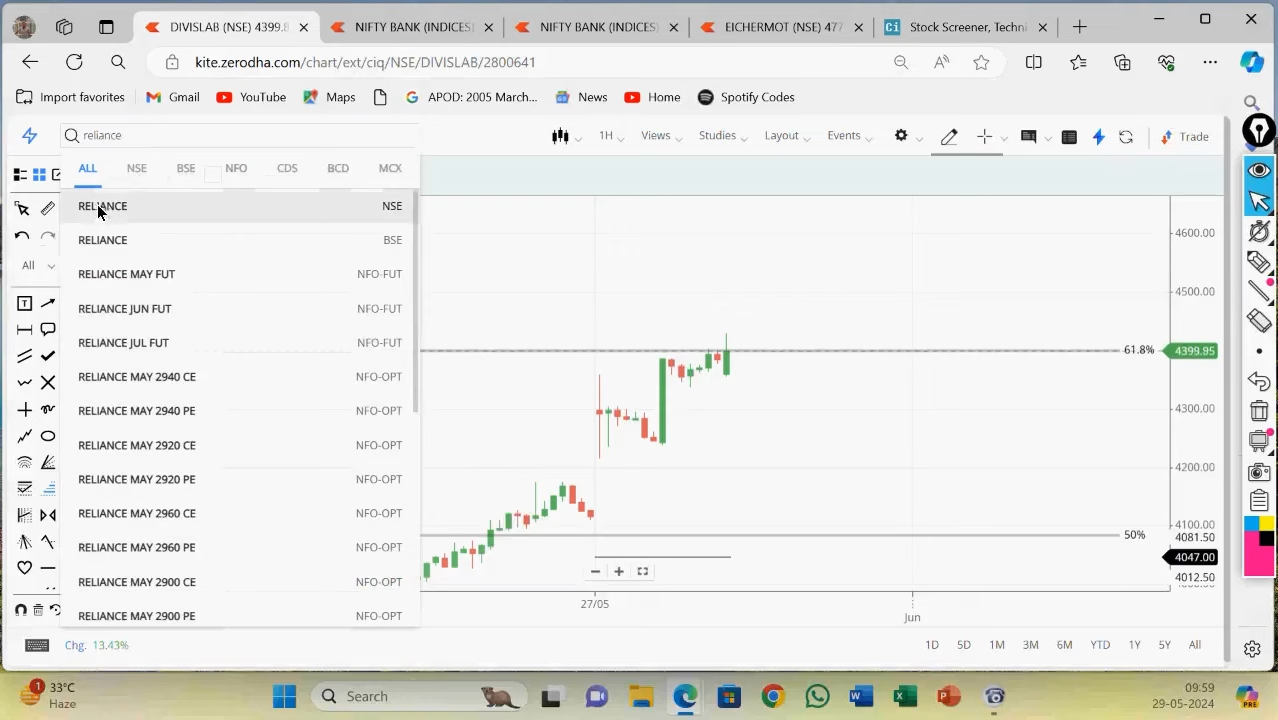 DIVISLAB (NSE) 4399.8
NIFTY BANK (INDICES)
NIFTY BANK (INDICES)
EICHERMOT (NSE) 477
Ci
Stock Screener, Techni
kite.zerodha.com/chart/ext/ciq/NSE/DIVISLAB/2800641
Import favorites
Gmail
YouTube
Maps
APOD: 2005 March...
News
Home
Spotify Codes
reliance
1H
Views
Studies
Layout
Events
Trade
ALL
NSE
BSE
NFO
CDS
BCD
MCX
RELIANCE NSE
RELIANCE BSE
RELIANCE MAY FUT NFO-FUT
RELIANCE JUN FUT NFO-FUT
RELIANCE JUL FUT NFO-FUT
RELIANCE MAY 2940 CE NFO-OPT
RELIANCE MAY 2940 PE NFO-OPT
RELIANCE MAY 2920 CE NFO-OPT
RELIANCE MAY 2920 PE NFO-OPT
RELIANCE MAY 2960 CE NFO-OPT
RELIANCE MAY 2960 PE NFO-OPT
RELIANCE MAY 2900 CE NFO-OPT
RELIANCE MAY 2900 PE NFO-OPT
All
4600.00
4500.00
61.8%
4399.95
4300.00
4200.00
4100.00
50%
4081.50
4047.00
4012.50
27/05
Jun
Chg. 13.43%
1D 5D 1M 3M 6M YTD 1Y 5Y All
1
33°C
Haze
Search
09:59
29-05-2024
PRE